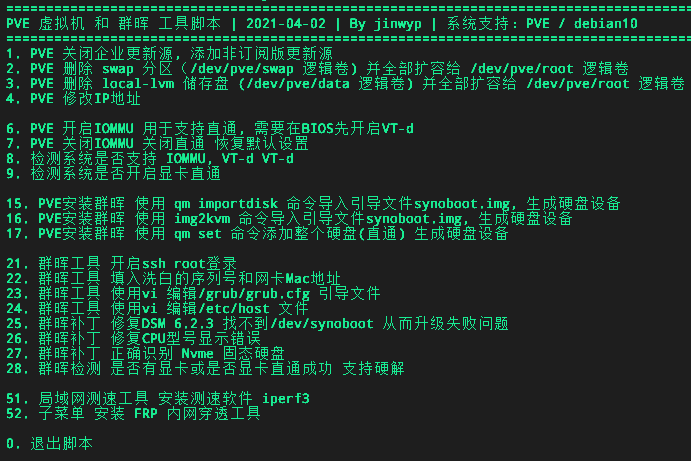 ==========================================================================================
PVE 虚拟机 和 群晖 工具脚本 | 2021-04-02 | By jinwyp | 系统支持: PVE / debian10
==========================================================================================
1. PVE 关闭企业更新源, 添加非订阅版更新源
2. PVE 删除 swap 分区（/dev/pve/swap 逻辑卷) 并全部扩容给 /dev/pve/root 逻辑卷
3. PVE 删除 local-lvm 储存盘 (/dev/pve/data 逻辑卷) 并全部扩容给 /dev/pve/root 逻辑卷
4. PVE 修改IP地址
6. PVE 开启IOMMU 用于支持直通, 需要在BIOS先开启VT-d
7. PVE 关闭IOMMU 关闭直通 恢复默认设置
8. 检测系统是否支持 IOMMU, VT-d VT-d
9. 检测系统是否开启显卡直通
15. PVE安装群晖 使用 qm importdisk 命令导入引导文件synoboot.img, 生成硬盘设备
16. PVE安装群晖 使用 img2kvm 命令导入引导文件synoboot.img, 生成硬盘设备
17. PVE安装群晖 使用 qm set 命令添加整个硬盘(直通) 生成硬盘设备
21. 群晖工具 开启ssh root登录
22. 群晖工具 填入洗白的序列号和网卡Mac地址
23. 群晖工具 使用vi 编辑/grub/grub.cfg 引导文件
24. 群晖工具 使用vi 编辑/etc/host 文件
25. 群晖补丁 修复DSM 6.2.3 找不到/dev/synoboot 从而升级失败问题
26. 群晖补丁 修复CPU型号显示错误
27. 群晖补丁 正确识别 Nvme 固态硬盘
28. 群晖检测 是否有显卡或是否显卡直通成功 支持硬解
51. 局域网测速工具 安装测速软件 iperf3
52. 子菜单 安装 FRP 内网穿透工具
0. 退出脚本